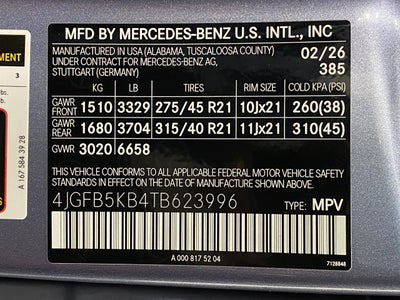 MFD BY MERCEDES-BENZ U.S. INTL., INC
MANUFACTURED IN USA (ALABAMA, TUSCALOOSA COUNTY) 02/26
UNDER CONTRACT FOR MERCEDES-BENZ AG, 385
STUTTGART (GERMANY)
KG LB TIRES RIM SIZE COLD KPA (PSI)
GAWR FRONT 1510 3329 275/45 R21 10Jx21 260(38)
GAWR REAR 1680 3704 315/40 R21 11Jx21 310(45)
GVWR 3020 6658
THIS VEHICLE CONFORMS TO ALL APPLICABLE FEDERAL MOTOR VEHICLE
SAFETY STANDARDS IN EFFECT ON THE DATE OF MANUFACTURE SHOWN ABOVE.
4JGFB5KB4TB623996 TYPE: MPV
A 000 817 52 04
7128848
EMENT
3
A 167 584 39 28